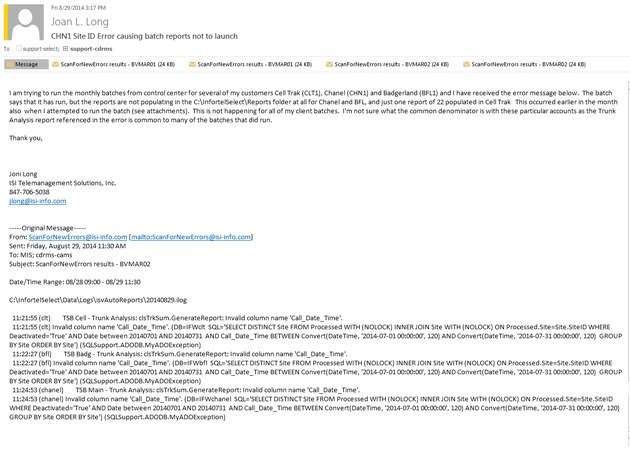 Fri 8/29/2014 3:17 PM
Joan L. Long
CHN1 Site ID Error causing batch reports not to launch
To support-select; support-cdrms
Message ScanForNewErrors results - BVMAR01 (24 KB) ScanForNewErrors results - BVMAR01 (24 KB) ScanForNewErrors results - BVMAR02 (24 KB) ScanForNewErrors results - BVMAR02 (24 KB)
I am trying to run the monthly batches from control center for several of my customers Cell Trak (CLT1), Chanel (CHN1) and Badgerland (BFL1) and I have received the error message below. The batch
says that it has run, but the reports are not populating in the C:\InfortelSelect\Reports folder at all for Chanel and BFL, and just one report of 22 populated in Cell Trak This occurred earlier in the month
also when I attempted to run the batch (see attachments). This is not happening for all of my client batches. I'm not sure what the common denominator is with these particular accounts as the Trunk
Analysis report referenced in the error is common to many of the batches that did run.
Thank you,
Joni Long
ISI Telemanagement Solutions, Inc.
847-706-5038
jlong@isi-info.com
-----Original Message-----
From: ScanForNewErrors@isi-info.com [mailto:ScanForNewErrors@isi-info.com]
Sent: Friday, August 29, 2014 11:30 AM
To: MIS; cdrms-cams
Subject: ScanForNewErrors results - BVMAR02
Date/Time Range: 08/28 09:00 - 08/29 11:30
C:\InfortelSelect\Data\Logs\isvAutoReports\20140829.ilog
11:21:55 (clt) TSB Cell - Trunk Analysis: clsTrkSum.GenerateReport: Invalid column name 'Call_Date_Time'.
11:21:55 (clt) Invalid column name 'Call_Date_Time'. (DB=IFWclt SQL='SELECT DISTINCT Site FROM Processed WITH (NOLOCK) INNER JOIN Site WITH (NOLOCK) ON Processed.Site=Site.SiteID WHERE
Deactivated='True' AND Date between 20140701 AND 20140731 AND Call_Date_Time BETWEEN Convert(DateTime, '2014-07-01 00:00:00', 120) AND Convert(DateTime, '2014-07-31 00:00:00', 120) GROUP
BY Site ORDER BY Site') (SQLSupport.ADODB.MyADOException)
11:22:27 (bfl) TSB Badg - Trunk Analysis: clsTrkSum.GenerateReport: Invalid column name 'Call_Date_Time'.
11:22:27 (bfl) Invalid column name 'Call_Date_Time'. (DB=IFWbfl SQL='SELECT DISTINCT Site FROM Processed WITH (NOLOCK) INNER JOIN Site WITH (NOLOCK) ON Processed.Site=Site.SiteID WHERE
Deactivated='True' AND Date between 20140701 AND 20140731 AND Call_Date_Time BETWEEN Convert(DateTime, '2014-07-01 00:00:00', 120) AND Convert(DateTime, '2014-07-31 00:00:00', 120) GROUP
BY Site ORDER BY Site') (SQLSupport.ADODB.MyADOException)
11:24:53 (chanel) TSB Main - Trunk Analysis: clsTrkSum.GenerateReport: Invalid column name 'Call_Date_Time'.
11:24:53 (chanel) Invalid column name 'Call_Date_Time'. (DB=IFWchanel SQL='SELECT DISTINCT Site FROM Processed WITH (NOLOCK) INNER JOIN Site WITH (NOLOCK) ON Processed.Site=Site.SiteID
WHERE Deactivated='True' AND Date between 20140701 AND 20140731 AND Call_Date_Time BETWEEN Convert(DateTime, '2014-07-01 00:00:00', 120) AND Convert(DateTime, '2014-07-31 00:00:00', 120)
GROUP BY Site ORDER BY Site') (SQLSupport.ADODB.MyADOException)